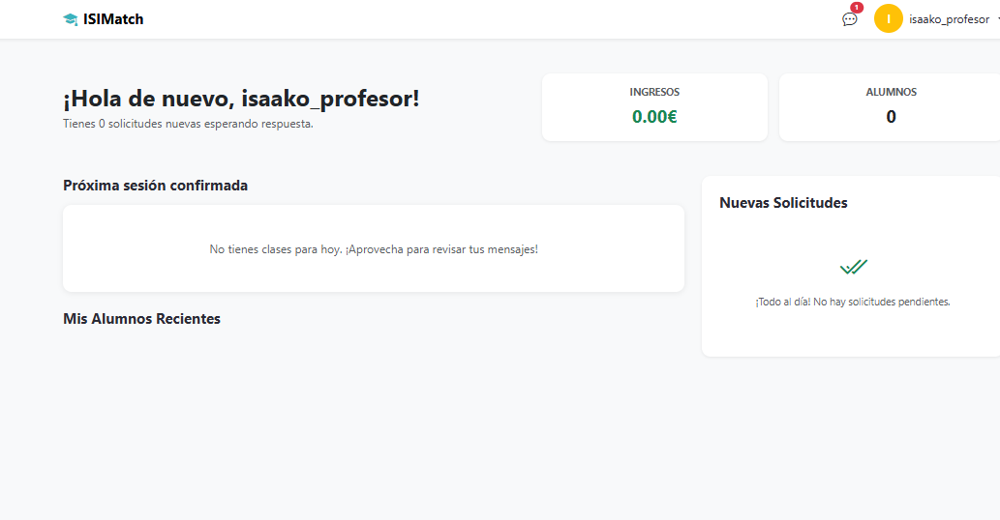 ISIMatch
1
I
isaako_profesor
¡Hola de nuevo, isaako_profesor!
Tienes 0 solicitudes nuevas esperando respuesta.
INGRESOS
0.00€
ALUMNOS
0
Próxima sesión confirmada
No tienes clases para hoy. ¡Aprovecha para revisar tus mensajes!
Mis Alumnos Recientes
Nuevas Solicitudes
¡Todo al día! No hay solicitudes pendientes.